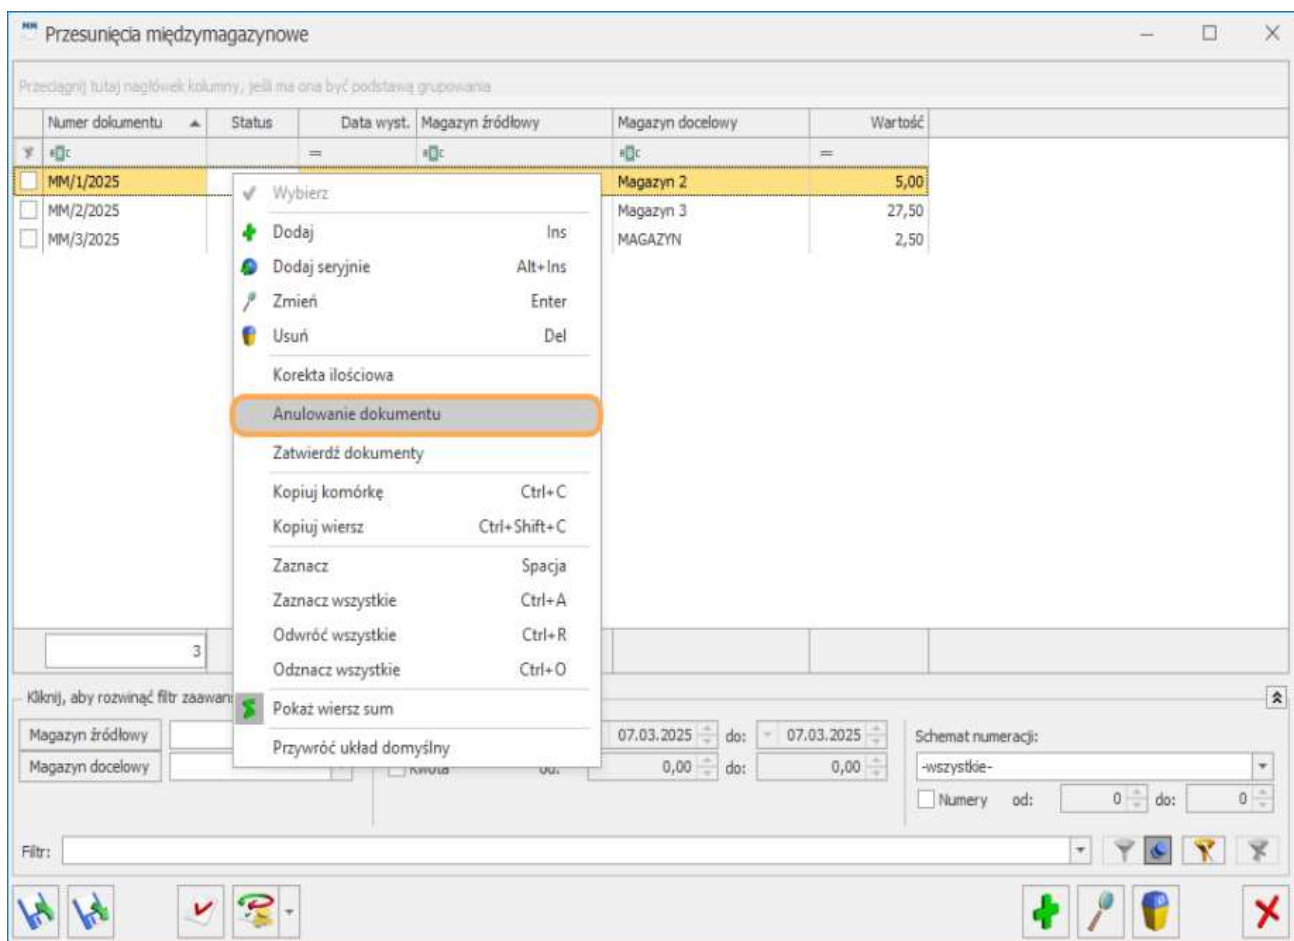 MM Przesunięcia międzymagazynowe
Przeciągnij tutaj nagłówek kolumny, jeśli ma ona być podstawą grupowania
Numer dokumentu Status Data wyst. Magazyn źródłowy Magazyn docelowy Wartość
= =
MM/1/2025 Magazyn 2 5,00
MM/2/2025 Magazyn 3 27,50
MM/3/2025 MAGAZYN 2,50
Wybierz
Dodaj Ins
Dodaj seryjnie Alt+Ins
Zmień Enter
Usuń Del
Korekta ilościowa
Anulowanie dokumentu
Zatwierdź dokumenty
Kopiuj komórkę Ctrl+C
Kopiuj wiersz Ctrl+Shift+C
Zaznacz Spacja
Zaznacz wszystkie Ctrl+A
Odwróć wszystkie Ctrl+R
Odznacz wszystkie Ctrl+O
Pokaż wiersz sum
Przywróć układ domyślny
3
Kliknij, aby rozwinąć filtr
Magazyn źródłowy 07.03.2025 do: 07.03.2025 Schemat numeracji:
Magazyn docelowy Kwota od: 0,00 do: 0,00 -wszystkie-
Numery od: 0 do: 0
Filtr: